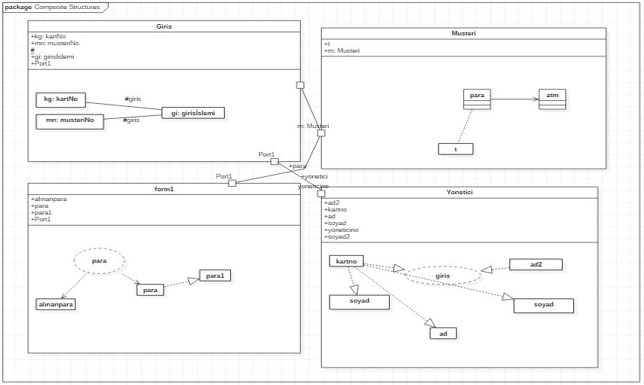 package Composite Structures
Giris
+kg: kartNo
+mn: musteriNo
#
+gi: girisIslemi
+Port1
kg: kartNo
#giris
gi: girisIslemi
mn: musteriNo
#giris
Musteri
+t
+m: Musteri
para
atm
t
m: Musteri
Port1
+para
Port1
+yonetici
yoneticino
form1
+alınanpara
+para
+para1
+Port1
para
para1
para
alınanpara
Yonetici
+ad2
+kartno
+ad
+soyad
+yoneticino
+soyad2
kartno
ad2
giris
soyad
soyad
ad